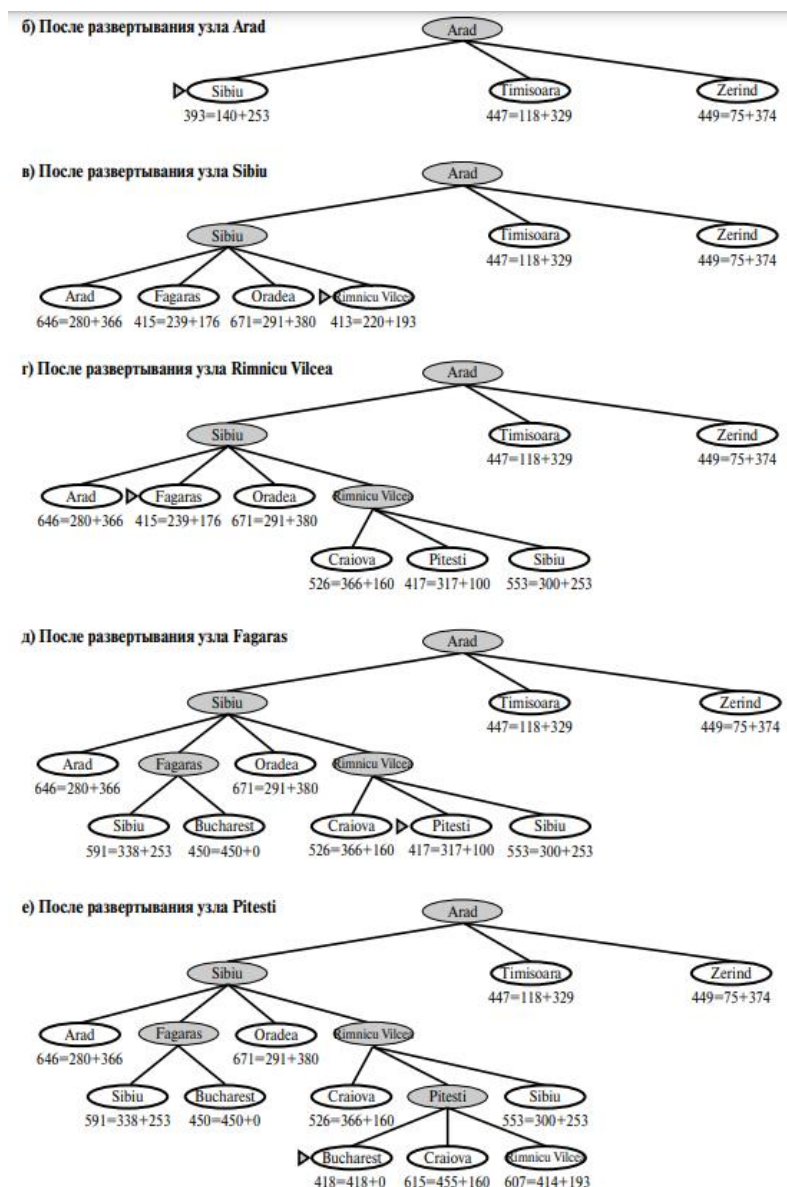 б) После развертывания узла Arad
Arad
Sibiu Timisoara Zerind
393=140+253 447=118+329 449=75+374
в) После развертывания узла Sibiu
Arad
Sibiu Timisoara Zerind
447=118+329 449=75+374
Arad Fagaras Oradea Rimnicu Vilcea
646=280+366 415=239+176 671=291+380 413=220+193
г) После развертывания узла Rimnicu Vilcea
Arad
Sibiu Timisoara Zerind
447=118+329 449=75+374
Arad Fagaras Oradea Rimnicu Vilcea
646=280+366 415=239+176 671=291+380
Craiova Pitesti Sibiu
526=366+160 417=317+100 553=300+253
д) После развертывания узла Fagaras
Arad
Sibiu Timisoara Zerind
447=118+329 449=75+374
Arad Fagaras Oradea Rimnicu Vilcea
646=280+366 671=291+380
Sibiu Bucharest Craiova Pitesti Sibiu
591=338+253 450=450+0 526=366+160 417=317+100 553=300+253
е) После развертывания узла Pitesti
Arad
Sibiu Timisoara Zerind
447=118+329 449=75+374
Arad Fagaras Oradea Rimnicu Vilcea
646=280+366 671=291+380
Sibiu Bucharest Craiova Pitesti Sibiu
591=338+253 450=450+0 526=366+160 553=300+253
Bucharest Craiova Rimnicu Vilcea
418=418+0 615=455+160 607=414+193